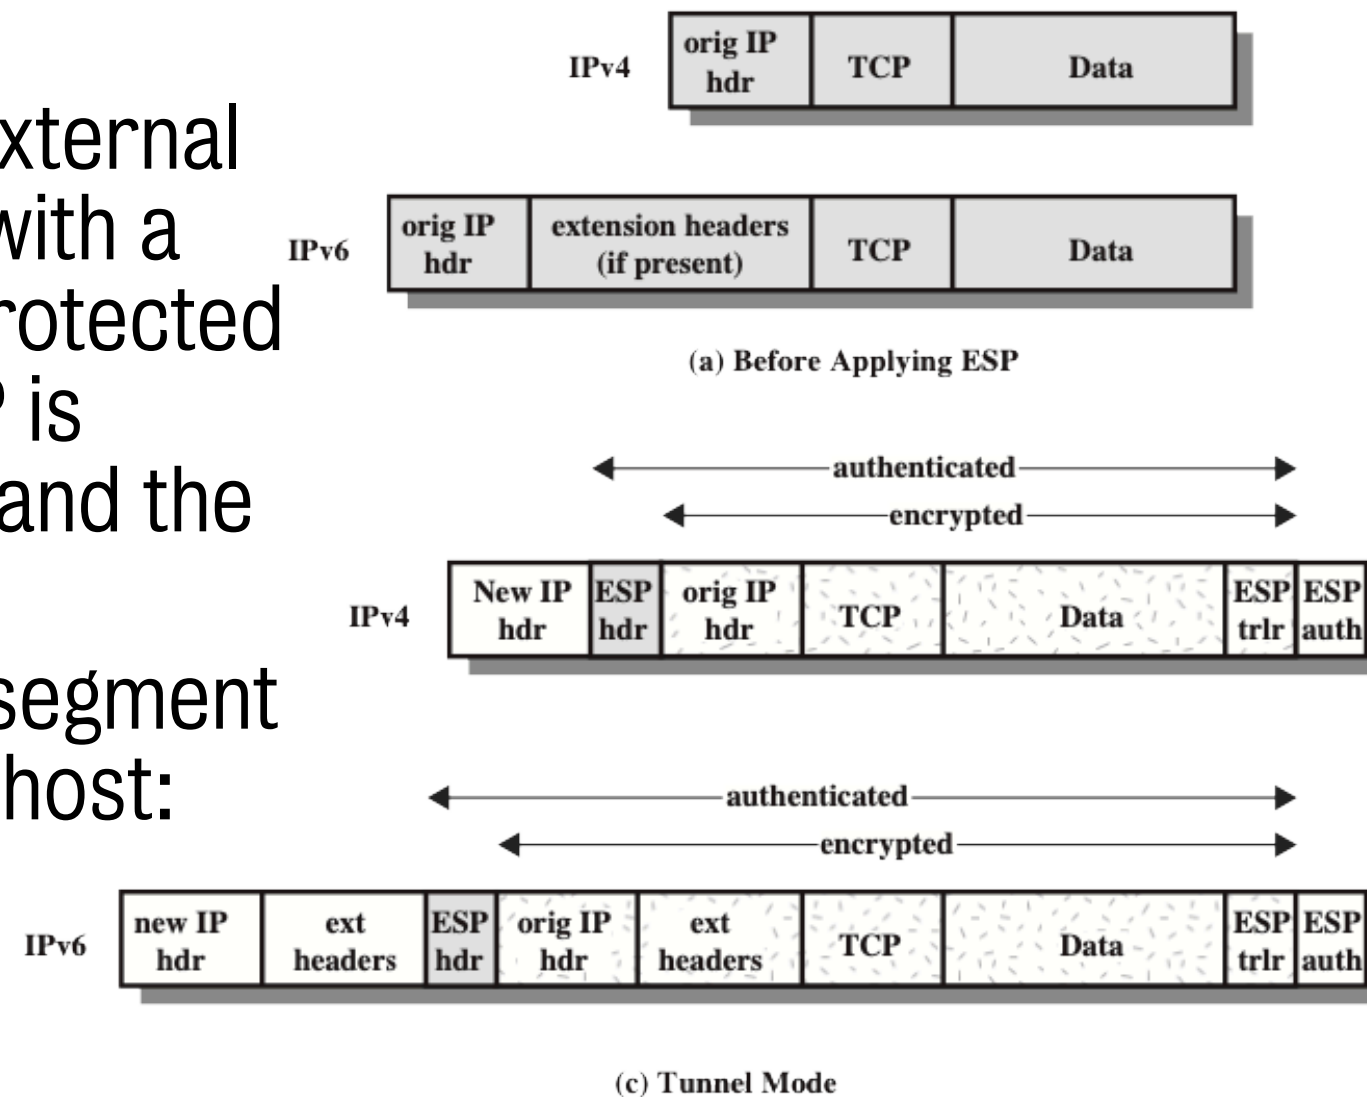 xternal
with a
rotected
is
and the
segment
host:
IPv4
orig IP
hdr
TCP
Data
IPv6
orig IP
hdr
extension headers
(if present)
TCP
Data
(a) Before Applying ESP
authenticated
encrypted
IPv4
New IP
hdr
ESP
hdr
orig IP
hdr
TCP
Data
ESP
trlr
ESP
auth
authenticated
encrypted
IPv6
new IP
hdr
ext
headers
ESP
hdr
orig IP
hdr
ext
headers
TCP
Data
ESP
trlr
ESP
auth
(c) Tunnel Mode